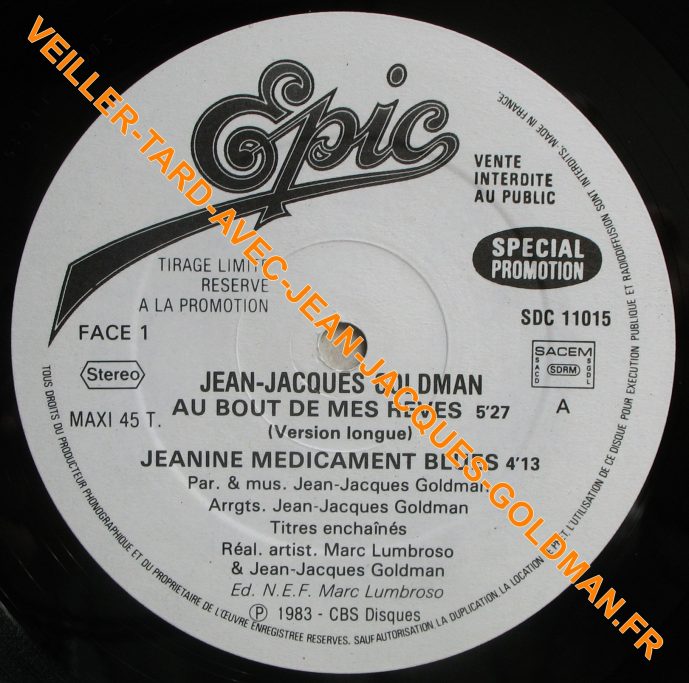 Epic
VENTE
INTERDITE
AU PUBLIC
SPECIAL
PROMOTION
TIRAGE LIMITE
RESERVE
A LA PROMOTION
SDC 11015
FACE 1
Stereo
SACEM
SACD
SDRM
SGDL
MAXI 45 T.
A
JEAN-JACQUES GOLDMAN
AU BOUT DE MES REVES 5'27
(Version longue)
JEANINE MEDICAMENT BLUES 4'13
Par. & mus. Jean-Jacques Goldman
Arrgts. Jean-Jacques Goldman
Titres enchaînés
Réal. artist. Marc Lumbroso
& Jean-Jacques Goldman
Ed. N.E.F. Marc Lumbroso
℗ 1983 - CBS Disques
TOUS DROITS DU PRODUCTEUR PHONOGRAPHIQUE ET DU PROPRIETAIRE DE L'ŒUVRE ENREGISTREE RESERVES. SAUF AUTORISATION, LA DUPLICATION, LA LOCATION, ET L'UTILISATION DE CE DISQUE POUR EXECUTION PUBLIQUE ET RADIODIFFUSION SONT INTERDITS. MADE IN FRANCE.
VEILLER-TARD-AVEC-JEAN-JACQUES-GOLDMAN.FR